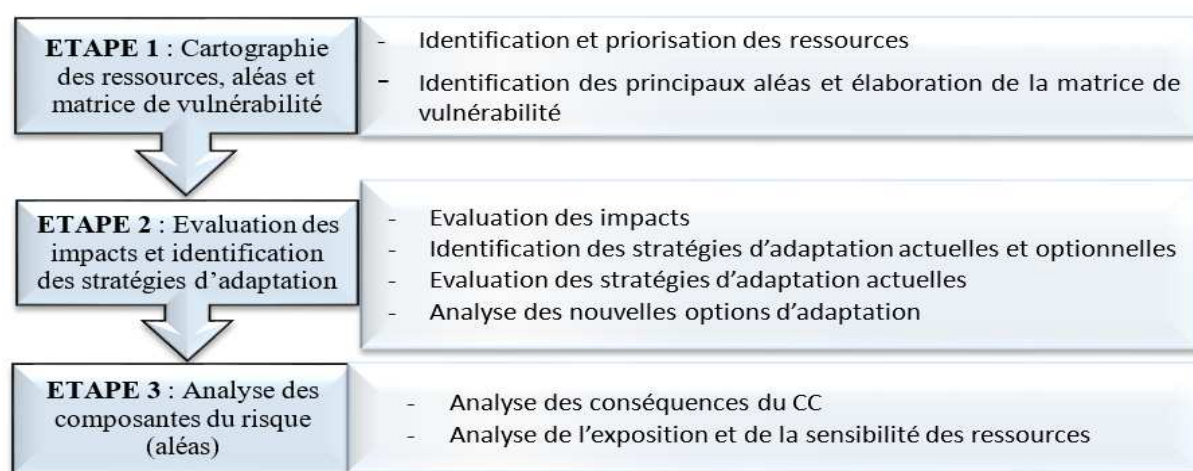 ETAPE 1 : Cartographie
des ressources, aléas et
matrice de vulnérabilité
- Identification et priorisation des ressources
- Identification des principaux aléas et élaboration de la matrice de
vulnérabilité
ETAPE 2 : Evaluation des
impacts et identification
des stratégies d’adaptation
- Evaluation des impacts
- Identification des stratégies d’adaptation actuelles et optionnelles
- Evaluation des stratégies d’adaptation actuelles
- Analyse des nouvelles options d’adaptation
ETAPE 3 : Analyse des
composantes du risque
(aléas)
- Analyse des conséquences du CC
- Analyse de l’exposition et de la sensibilité des ressources